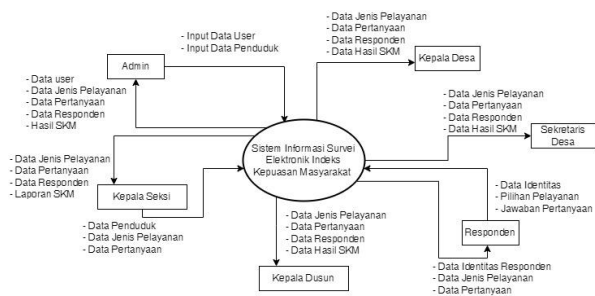 - Input Data User
- Input Data Penduduk
Admin
- Data Jenis Pelayanan
- Data Pertanyaan
- Data Responden
- Data Hasil SKM
Kepala Desa
- Data user
- Data Jenis Pelayanan
- Data Pertanyaan
- Data Responden
- Hasil SKM
- Data Jenis Pelayanan
- Data Pertanyaan
- Data Responden
- Data Hasil SKM
Sekretaris
Desa
Sistem Informasi Survei
Elektronik Indeks
Kepuasan Masyarakat
- Data Jenis Pelayanan
- Data Pertanyaan
- Data Responden
- Laporan SKM
Kepala Seksi
- Data Penduduk
- Data Jenis Pelayanan
- Data Pertanyaan
- Data Jenis Pelayanan
- Data Pertanyaan
- Data Responden
- Data Hasil SKM
Kepala Dusun
- Data Identitas
- Pilihan Pelayanan
- Jawaban Pertanyaan
Responden
- Data Identitas Responden
- Data Jenis Pelayanan
- Data Pertanyaan